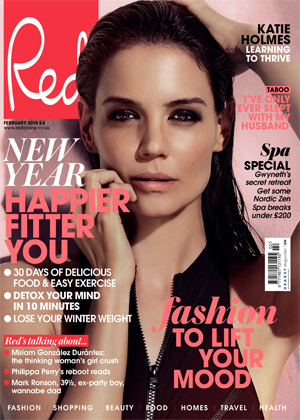 Red
FEBRUARY 2015 £4
www.redonline.co.uk
KATIE
HOLMES
LEARNING
TO THRIVE
TABOO
'I'VE ONLY
EVER SLEPT
WITH MY
HUSBAND'
Spa
SPECIAL
Gwyneth's
secret retreat
Get some
Nordic Zen
Spa breaks
under £200
NEW
YEAR
HAPPIER
FITTER
YOU
● 30 DAYS OF DELICIOUS
FOOD & EASY EXERCISE
● DETOX YOUR MIND
IN 10 MINUTES
● LOSE YOUR WINTER WEIGHT
Red's talking about...
● Miriam González Durántez:
the thinking woman's girl crush
● Philippa Perry's reboot reads
● Mark Ronson, 39½, ex-party boy,
wannabe dad
fashion
TO LIFT
YOUR
MOOD
FASHION SHOPPING BEAUTY FOOD HOMES TRAVEL HEALTH